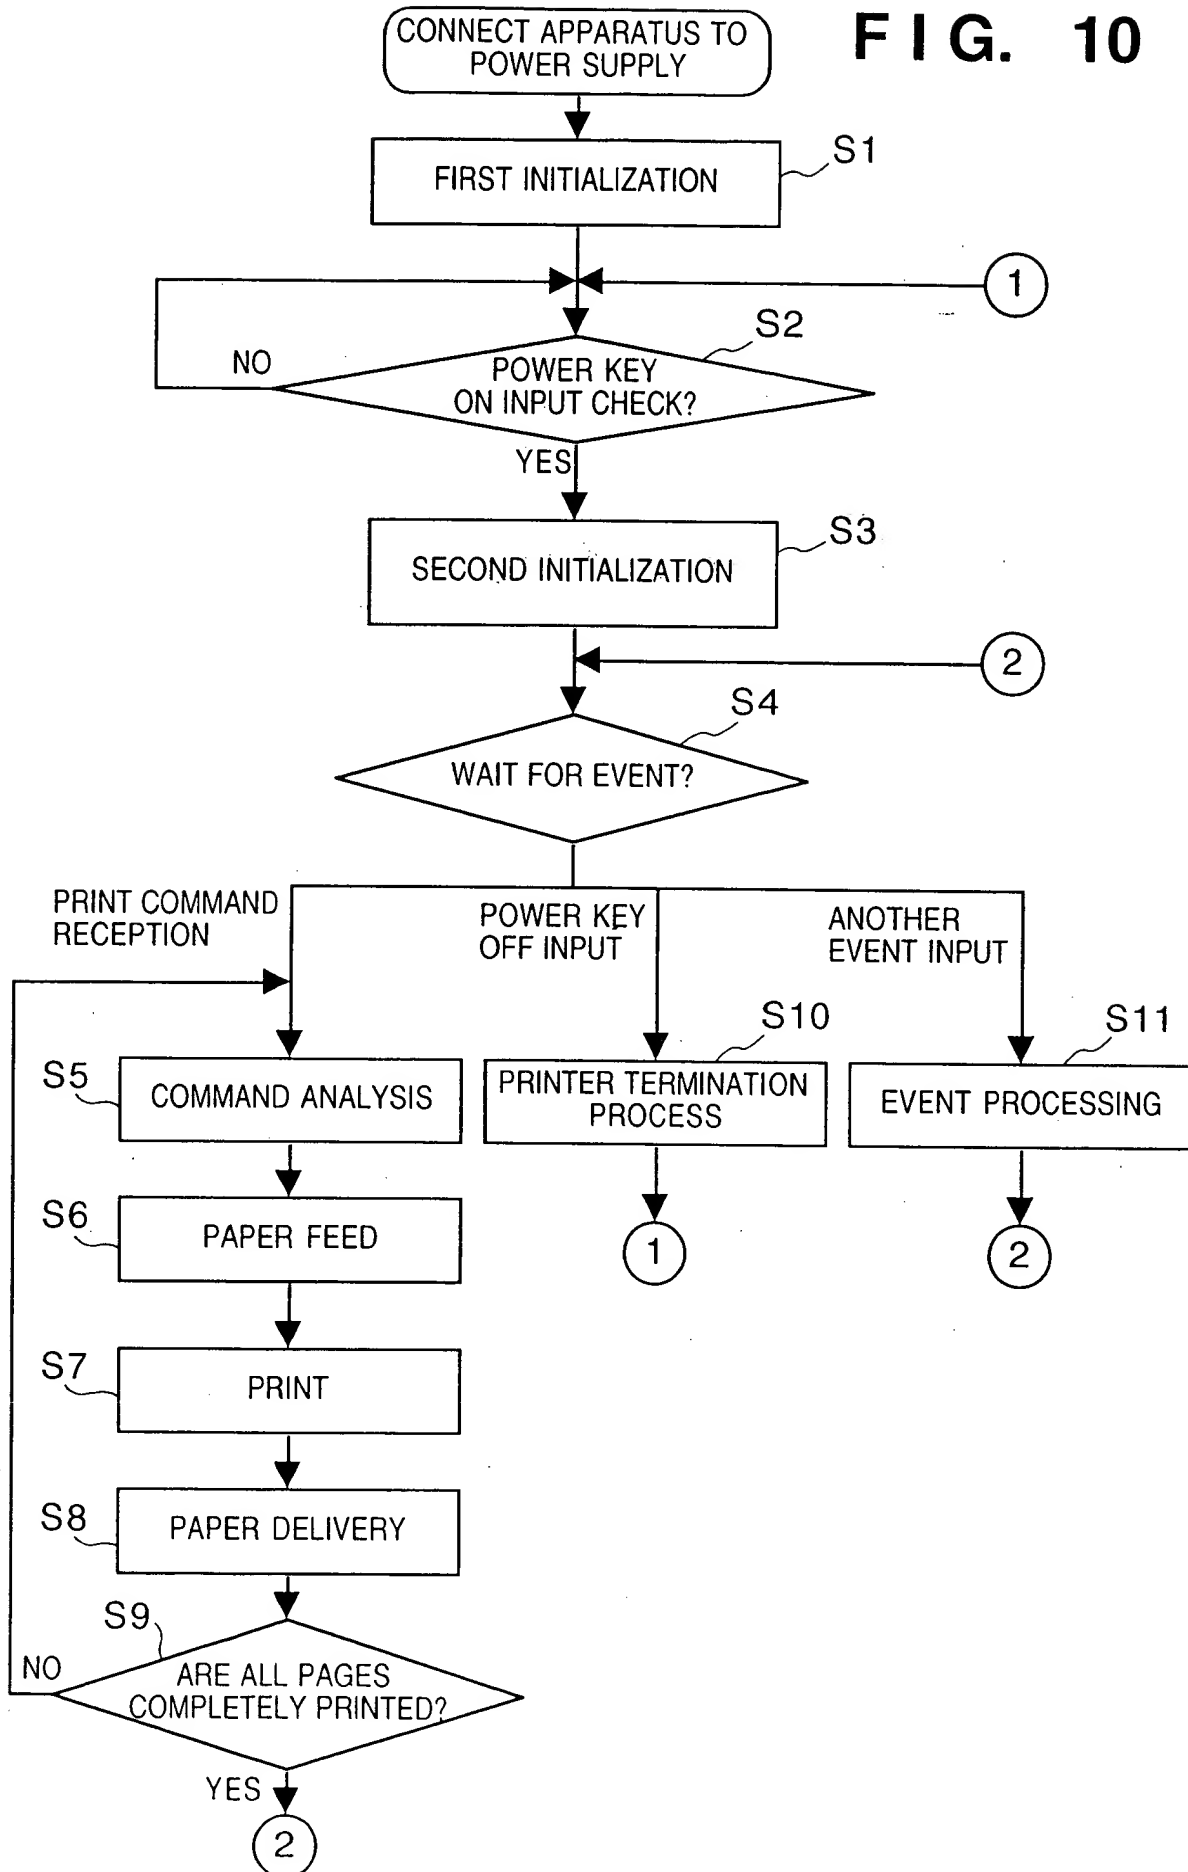 FIG. 10
CONNECT APPARATUS TO
POWER SUPPLY
S1
FIRST INITIALIZATION
1
S2
NO
POWER KEY
ON INPUT CHECK?
YES
S3
SECOND INITIALIZATION
2
S4
WAIT FOR EVENT?
PRINT COMMAND
RECEPTION
POWER KEY
OFF INPUT
ANOTHER
EVENT INPUT
S5
COMMAND ANALYSIS
S10
PRINTER TERMINATION
PROCESS
S11
EVENT PROCESSING
S6
PAPER FEED
1
2
S7
PRINT
S8
PAPER DELIVERY
S9
NO
ARE ALL PAGES
COMPLETELY PRINTED?
YES
2